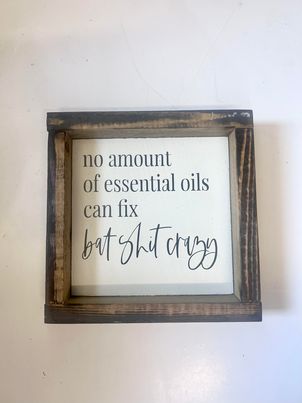 no amount
of essential oils
can fix
bat shit crazy